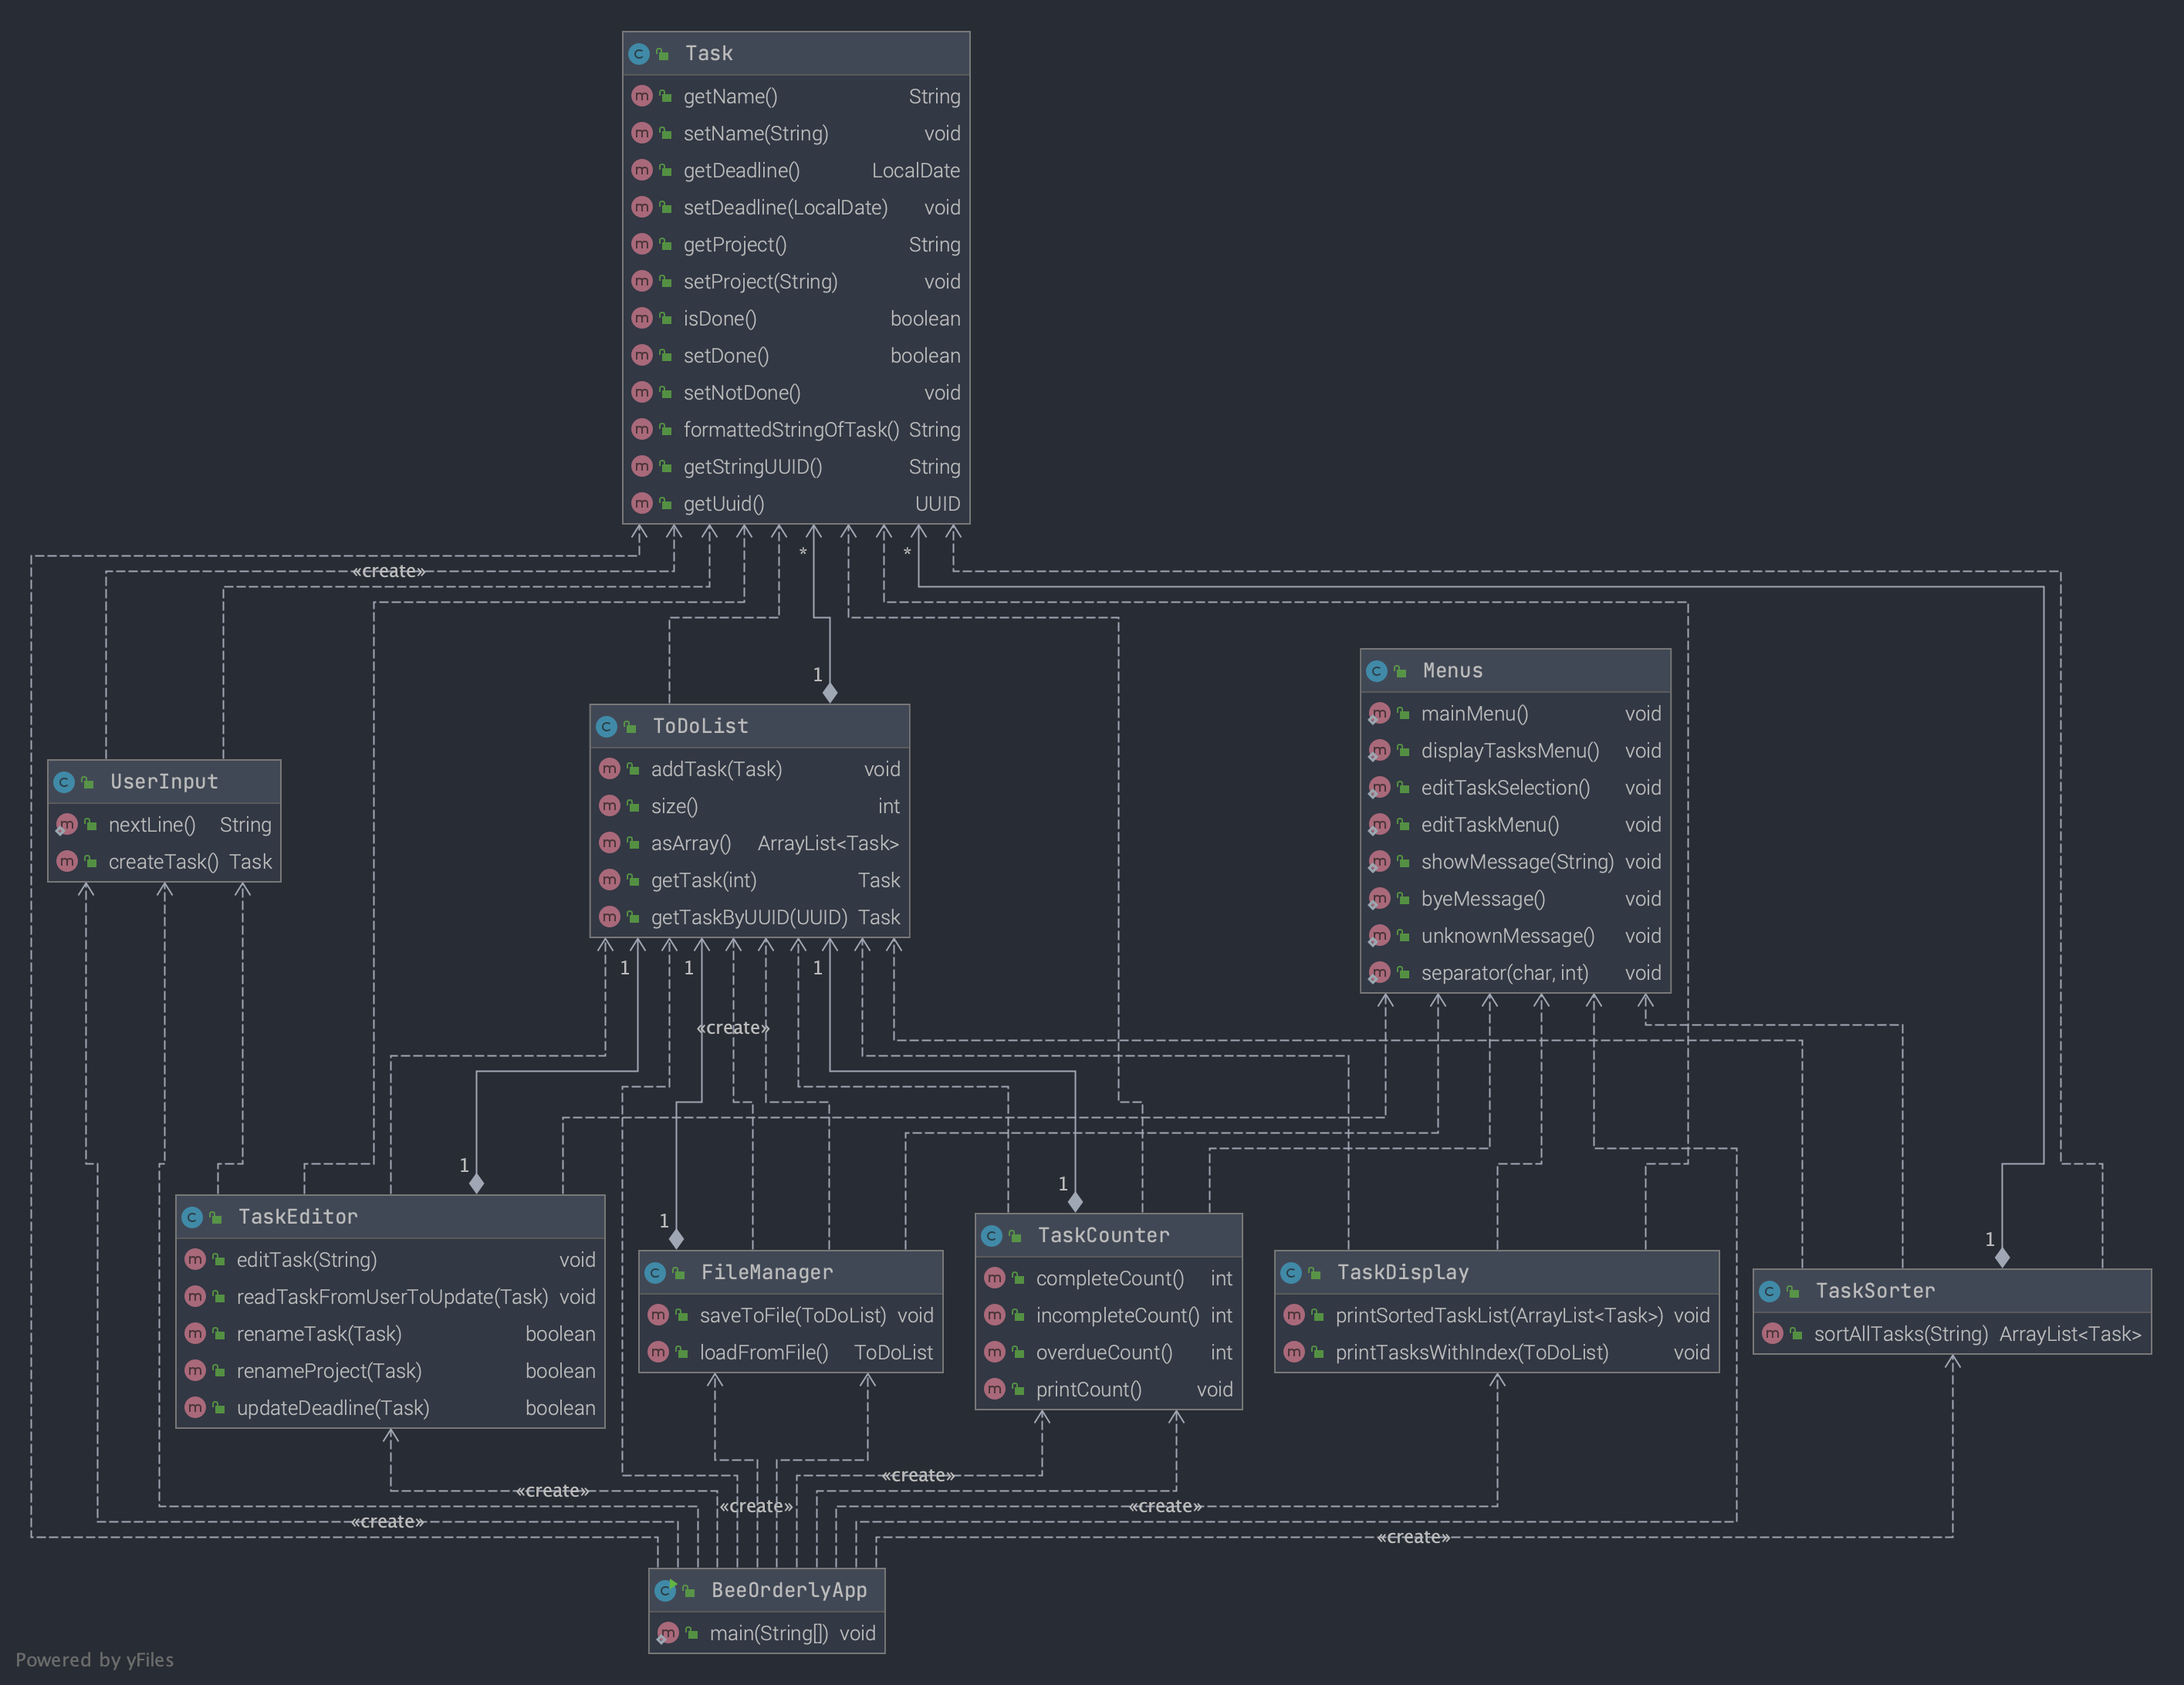 Task
getName() String
setName(String) void
getDeadline() LocalDate
setDeadline(LocalDate) void
getProject() String
setProject(String) void
isDone() boolean
setDone() boolean
setNotDone() void
formattedStringOfTask() String
getStringUUID() String
getUuid() UUID
* *
«create»
1
Menus
mainMenu() void
displayTasksMenu() void
editTaskSelection() void
editTaskMenu() void
showMessage(String) void
byeMessage() void
unknownMessage() void
separator(char, int) void
ToDoList
addTask(Task) void
size() int
asArray() ArrayList<Task>
getTask(int) Task
getTaskByUUID(UUID) Task
UserInput
nextLine() String
createTask() Task
1 1 1
«create»
1 1 1 1
TaskEditor
editTask(String) void
readTaskFromUserToUpdate(Task) void
renameTask(Task) boolean
renameProject(Task) boolean
updateDeadline(Task) boolean
FileManager
saveToFile(ToDoList) void
loadFromFile() ToDoList
TaskCounter
completeCount() int
incompleteCount() int
overdueCount() int
printCount() void
TaskDisplay
printSortedTaskList(ArrayList<Task>) void
printTasksWithIndex(ToDoList) void
TaskSorter
sortAllTasks(String) ArrayList<Task>
«create»
«create»
«create» «create»
«create»
«create»
BeeOrderlyApp
main(String[]) void
Powered by yFiles